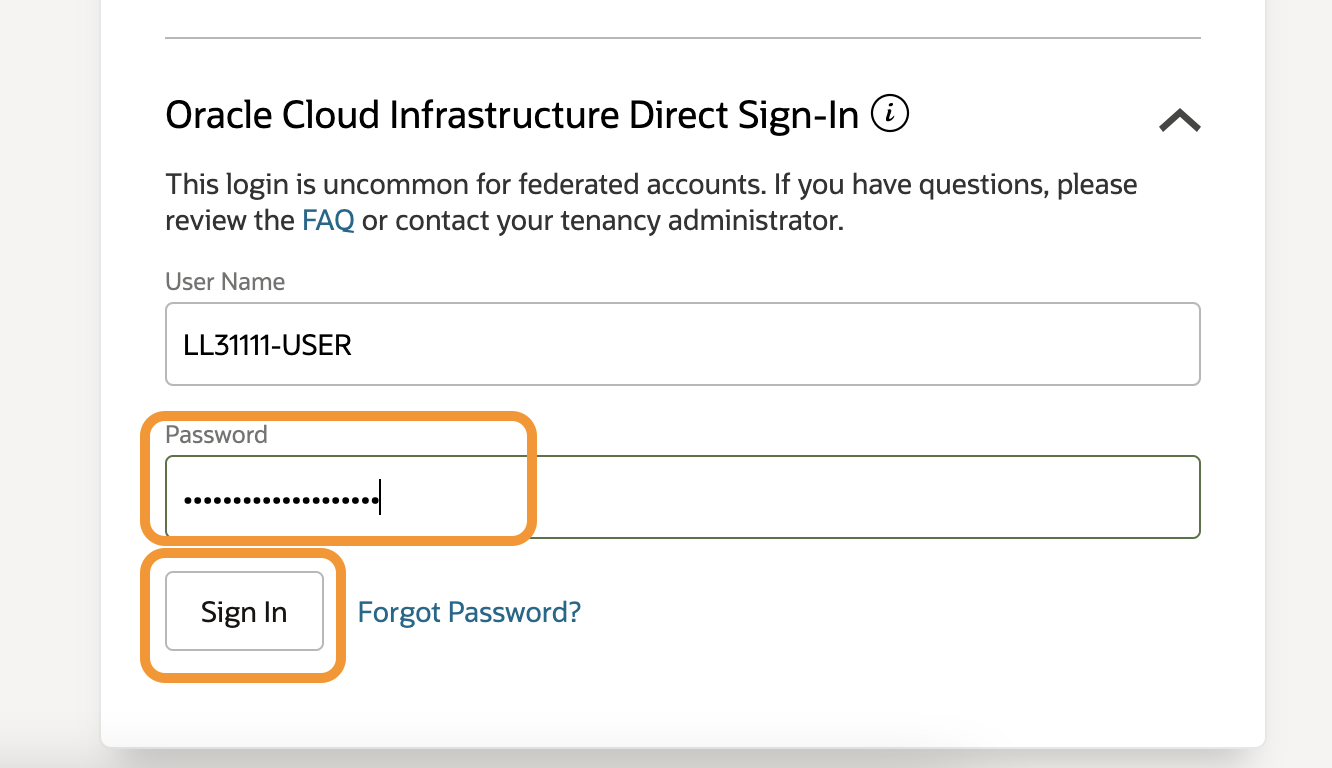 Oracle Cloud Infrastructure Direct Sign-In i
This login is uncommon for federated accounts. If you have questions, please
review the FAQ or contact your tenancy administrator.
User Name
LL31111-USER
Password
••••••••••••••••••••
Sign In Forgot Password?